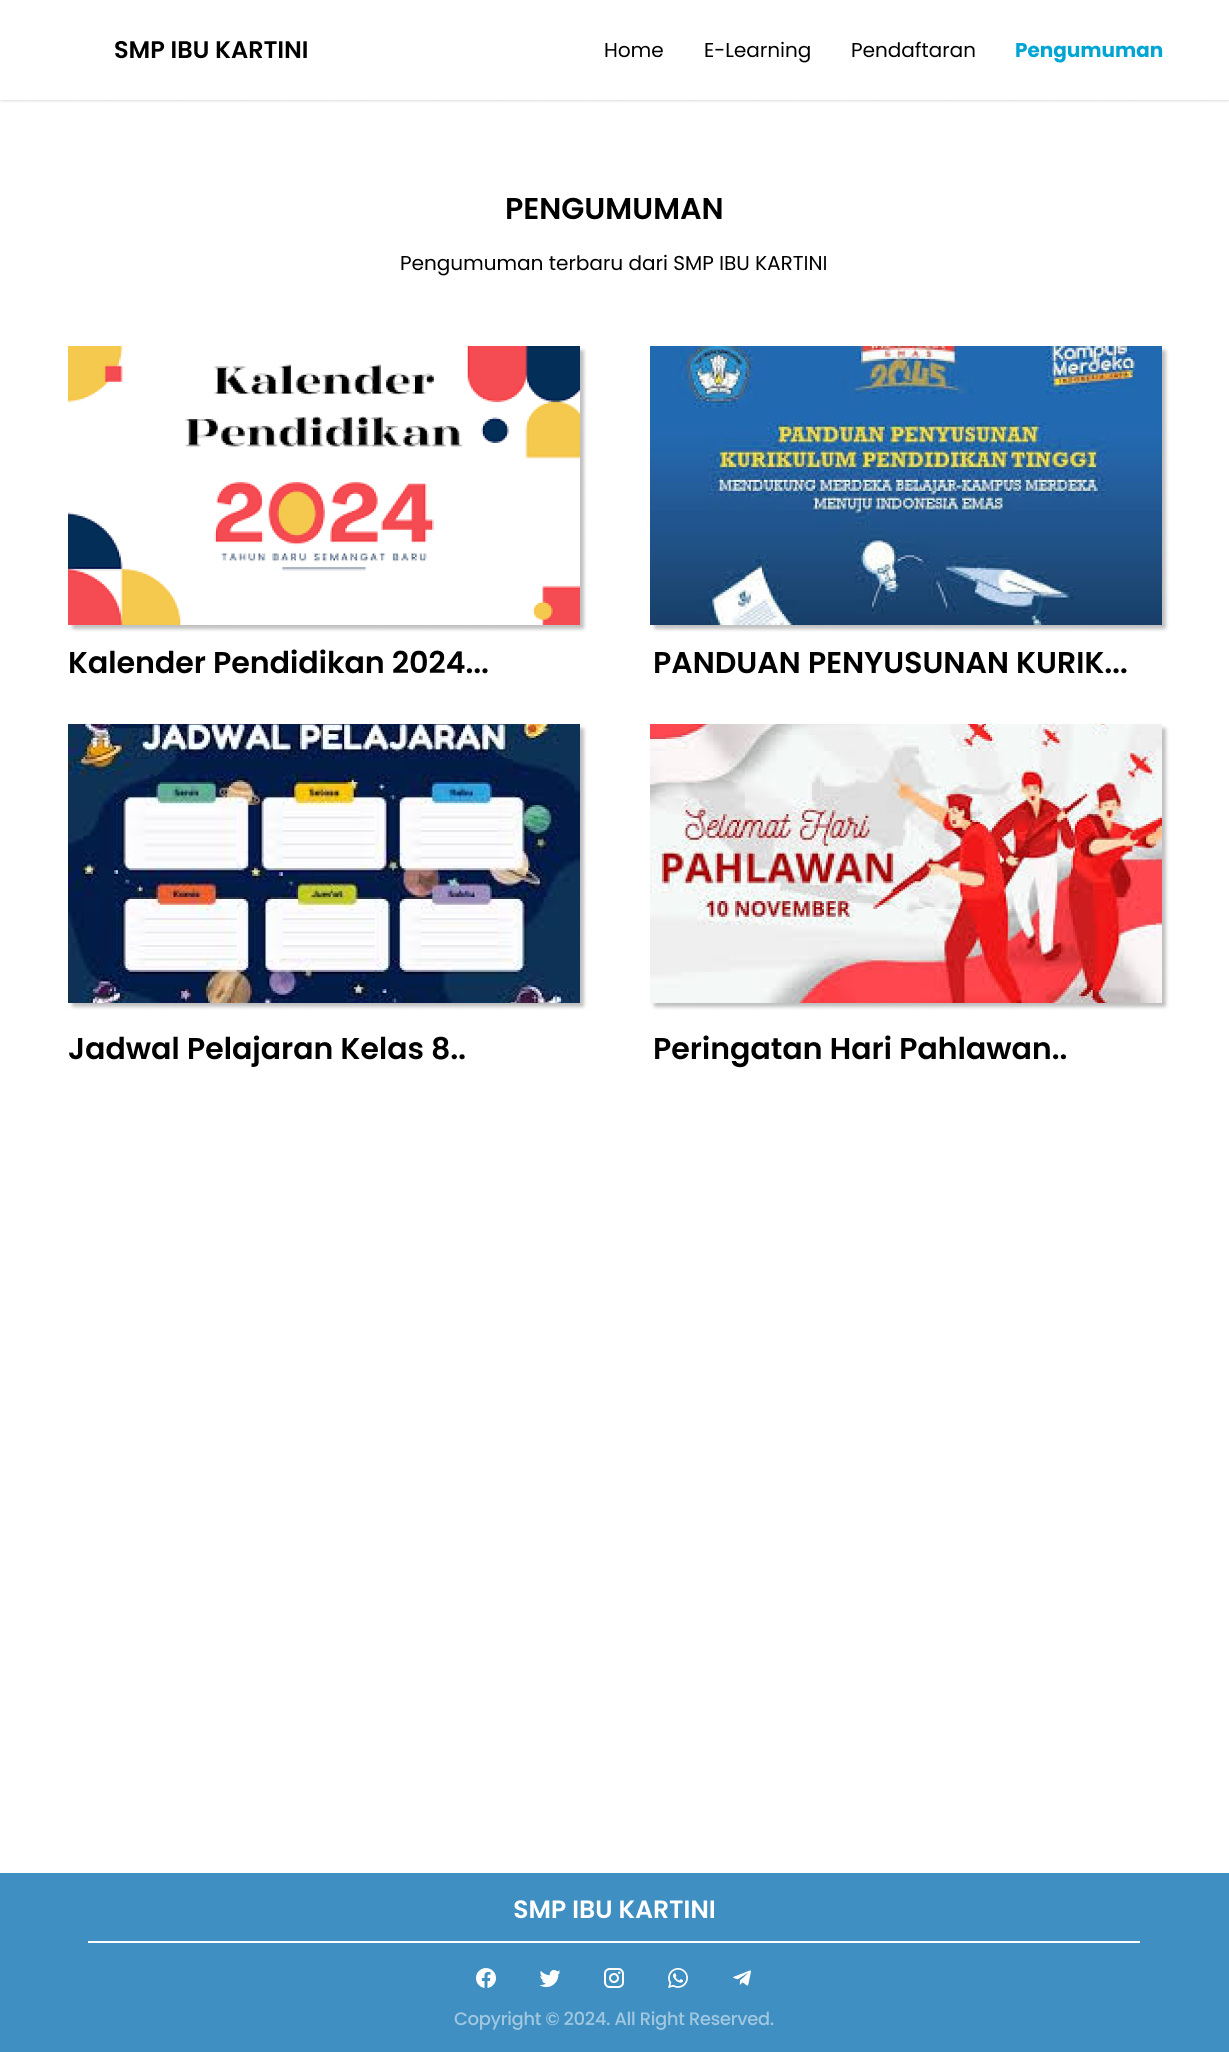 SMP IBU KARTINI
Home E-Learning Pendaftaran Pengumuman
PENGUMUMAN
Pengumuman terbaru dari SMP IBU KARTINI
Kalender
Pendidikan
2024
TAHUN BARU SEMANGAT BARU
EMAS
2045
Kampus
Merdeka
INDONESIA JAYA
PANDUAN PENYUSUNAN
KURIKULUM PENDIDIKAN TINGGI
MENDUKUNG MERDEKA BELAJAR-KAMPUS MERDEKA
MENUJU INDONESIA EMAS
Kalender Pendidikan 2024...
PANDUAN PENYUSUNAN KURIK...
JADWAL PELAJARAN
Senin Selasa Rabu
Kamis Jum'at Sabtu
Selamat Hari
PAHLAWAN
10 NOVEMBER
Jadwal Pelajaran Kelas 8..
Peringatan Hari Pahlawan..
SMP IBU KARTINI
Copyright © 2024. All Right Reserved.